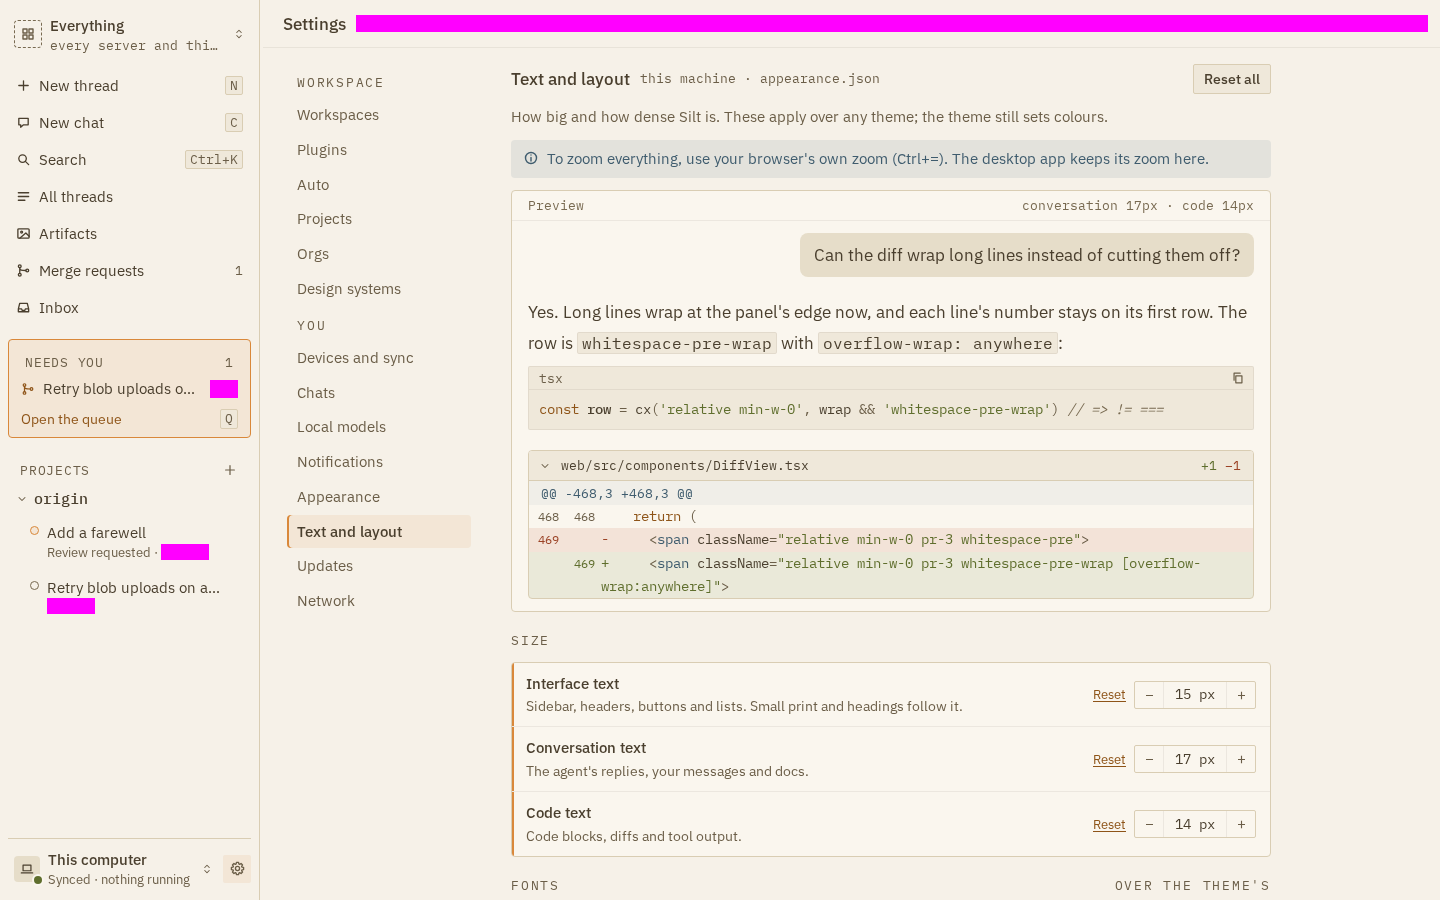 Everything
every server and thi…
New thread N
New chat C
Search Ctrl+K
All threads
Artifacts
Merge requests 1
Inbox
NEEDS YOU 1
Retry blob uploads o…
Open the queue Q
PROJECTS
origin
Add a farewell
Review requested ·
Retry blob uploads on a…
This computer
Synced · nothing running
Settings
WORKSPACE
Workspaces
Plugins
Auto
Projects
Orgs
Design systems
YOU
Devices and sync
Chats
Local models
Notifications
Appearance
Text and layout
Updates
Network
Text and layout this machine · appearance.json Reset all
How big and how dense Silt is. These apply over any theme; the theme still sets colours.
To zoom everything, use your browser's own zoom (Ctrl+=). The desktop app keeps its zoom here.
Preview conversation 17px · code 14px
Can the diff wrap long lines instead of cutting them off?
Yes. Long lines wrap at the panel's edge now, and each line's number stays on its first row. The
row is whitespace-pre-wrap with overflow-wrap: anywhere:
tsx
const row = cx('relative min-w-0', wrap && 'whitespace-pre-wrap') // => != ===
web/src/components/DiffView.tsx +1 −1
@@ -468,3 +468,3 @@
468 468 return (
469 - <span className="relative min-w-0 pr-3 whitespace-pre">
469 + <span className="relative min-w-0 pr-3 whitespace-pre-wrap [overflow-
wrap:anywhere]">
SIZE
Interface text
Sidebar, headers, buttons and lists. Small print and headings follow it.
Reset − 15 px +
Conversation text
The agent's replies, your messages and docs.
Reset − 17 px +
Code text
Code blocks, diffs and tool output.
Reset − 14 px +
FONTS OVER THE THEME'S